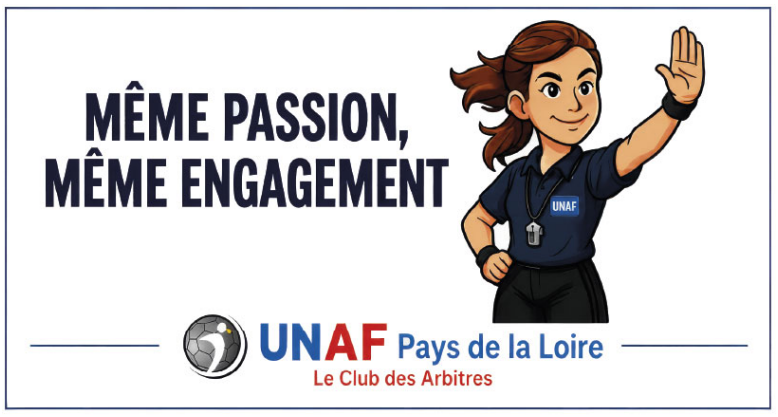 MÊME PASSION,
MÊME ENGAGEMENT
UNAF
UNAF Pays de la Loire
Le Club des Arbitres